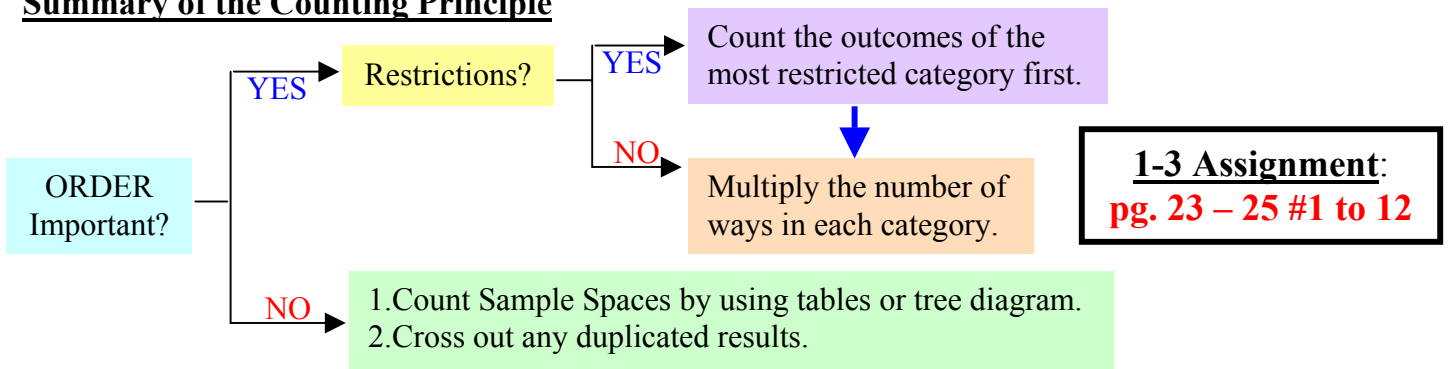 Summary of the Counting Principle
ORDER
Important?
YES
Restrictions?
YES
Count the outcomes of the
most restricted category first.
NO
Multiply the number of
ways in each category.
NO
1.Count Sample Spaces by using tables or tree diagram.
2.Cross out any duplicated results.
1-3 Assignment:
pg. 23 – 25 #1 to 12